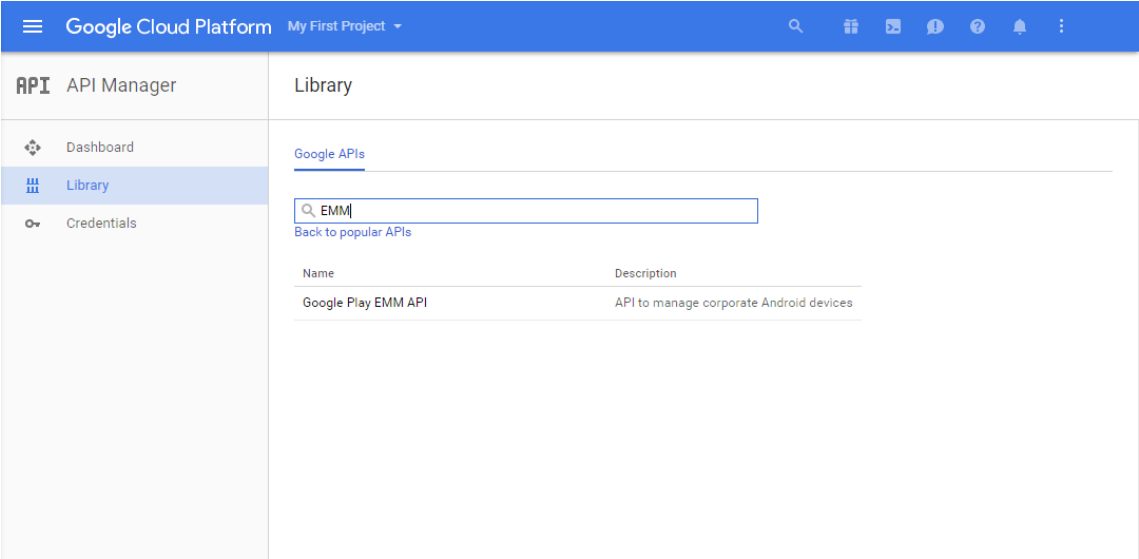 Google Cloud Platform My First Project
API API Manager
Library
Dashboard
Library
Credentials
Google APIs
EMM
Back to popular APIs
Name Description
Google Play EMM API API to manage corporate Android devices